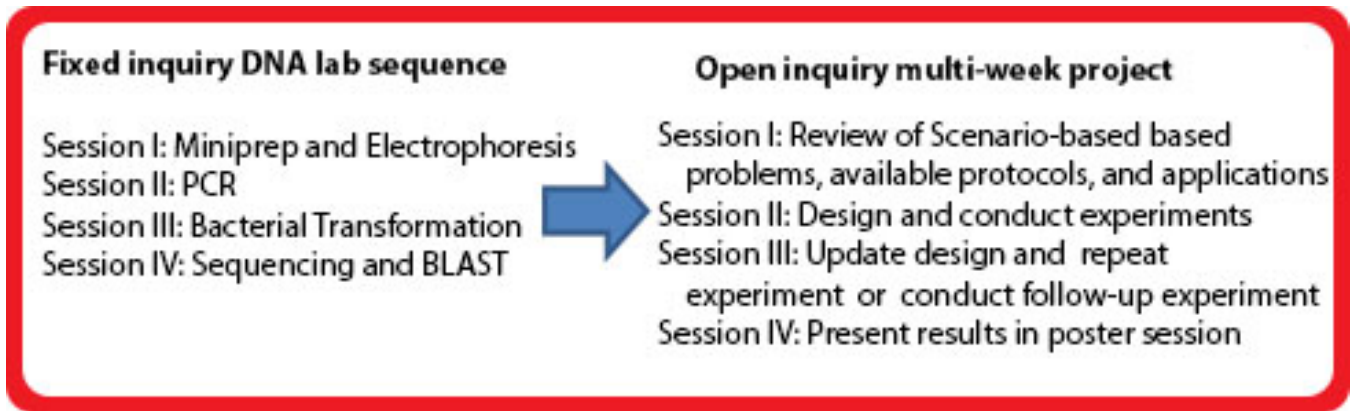 Fixed inquiry DNA lab sequence
Session I: Miniprep and Electrophoresis
Session II: PCR
Session III: Bacterial Transformation
Session IV: Sequencing and BLAST
Open inquiry multi-week project
Session I: Review of Scenario-based based
problems, available protocols, and applications
Session II: Design and conduct experiments
Session III: Update design and repeat
experiment or conduct follow-up experiment
Session IV: Present results in poster session